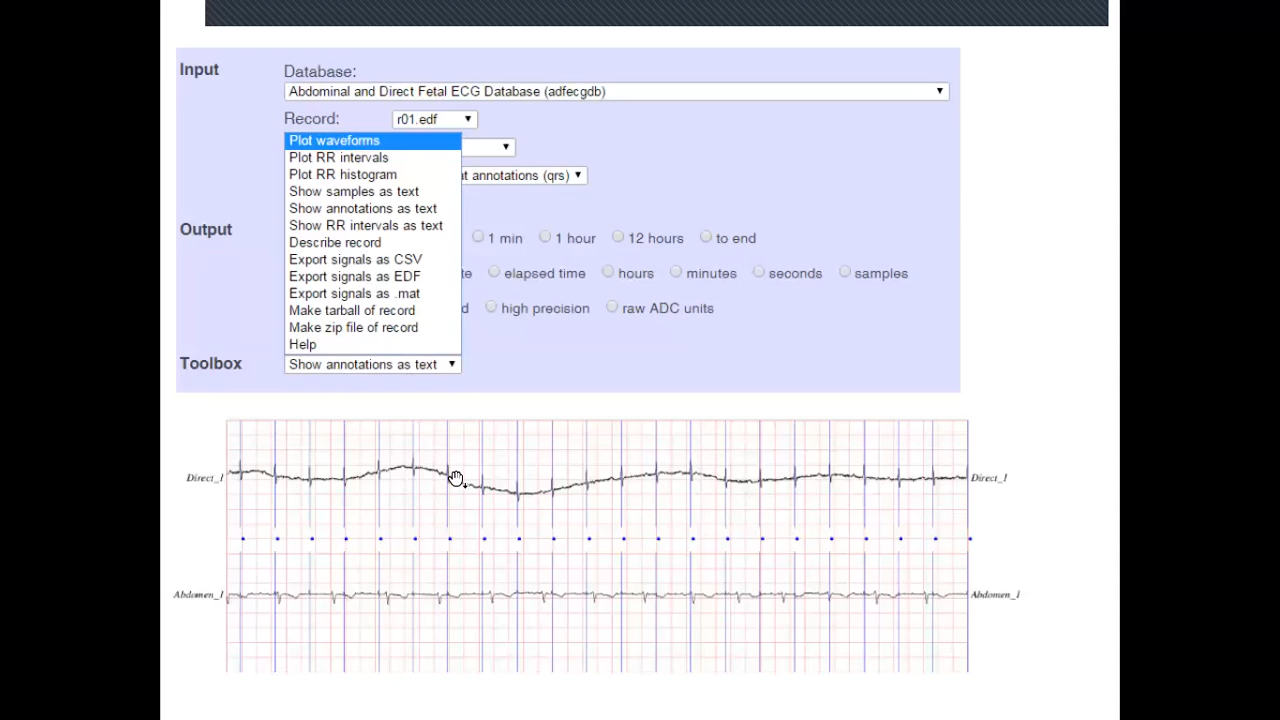 Input
Database:
Abdominal and Direct Fetal ECG Database (adfecgdb)
Record: r01.edf
Plot waveforms
Plot RR intervals
Plot RR histogram annotations (qrs)
Show samples as text
Show annotations as text
Show RR intervals as text
Output 1 min 1 hour 12 hours to end
Describe record
Export signals as CSV
Export signals as EDF elapsed time hours minutes seconds samples
Export signals as .mat
Make tarball of record high precision raw ADC units
Make zip file of record
Help
Toolbox Show annotations as text
Direct_1 Direct_1
Abdomen_1 Abdomen_1